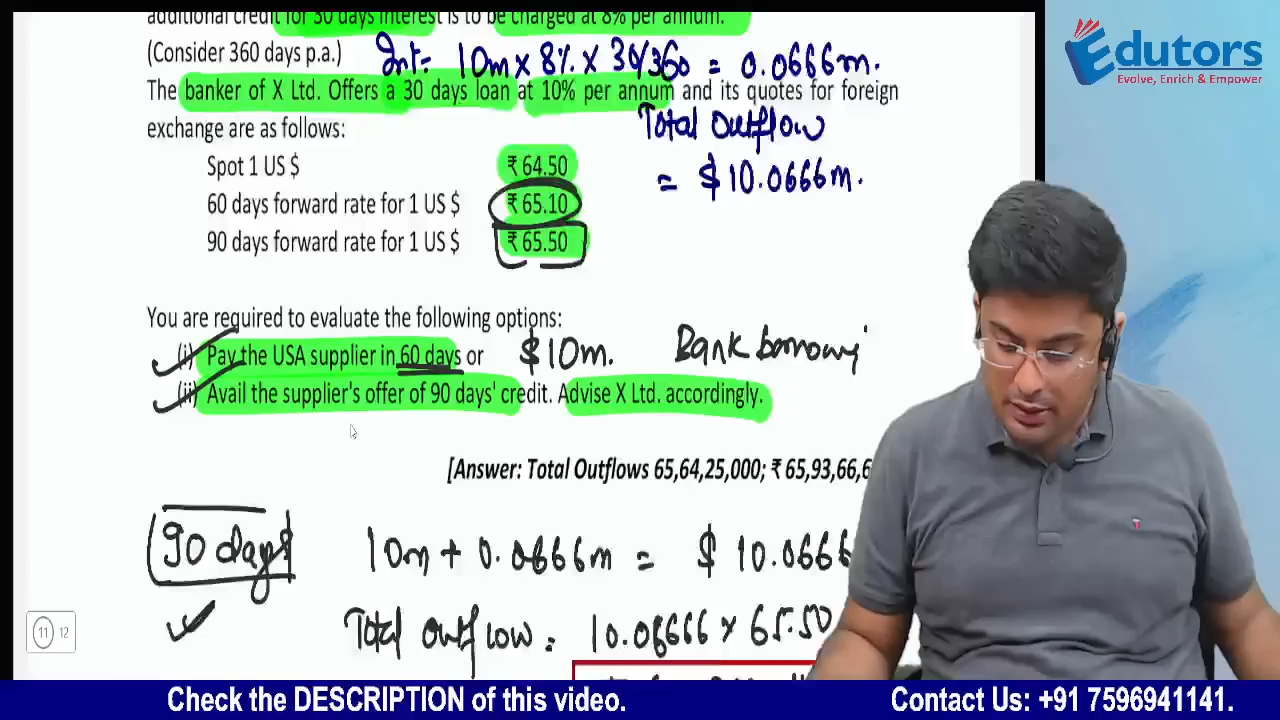 additional credit for 30 days interest is to be charged at 8% per annum.
(Consider 360 days p.a.) Int:- 10m x 8% x 30/360 = 0.0666m.
The banker of X Ltd. Offers a 30 days loan at 10% per annum and its quotes for foreign
exchange are as follows:
Total Outflow
= $10.0666m.
Spot 1 US $ ₹ 64.50
60 days forward rate for 1 US $ ₹ 65.10
90 days forward rate for 1 US $ ₹ 65.50
You are required to evaluate the following options:
(i) Pay the USA supplier in 60 days or $10m. Bank borrowing
(ii) Avail the supplier's offer of 90 days' credit. Advise X Ltd. accordingly.
[Answer: Total Outflows 65,64,25,000; ₹ 65,93,66,6
90 days 10m + 0.0666m = $ 10.0666
Total outflow = 10.06666 x 65.50
11 12
Edutors
Evolve, Enrich & Empower
Check the DESCRIPTION of this video. Contact Us: +91 7596941141.